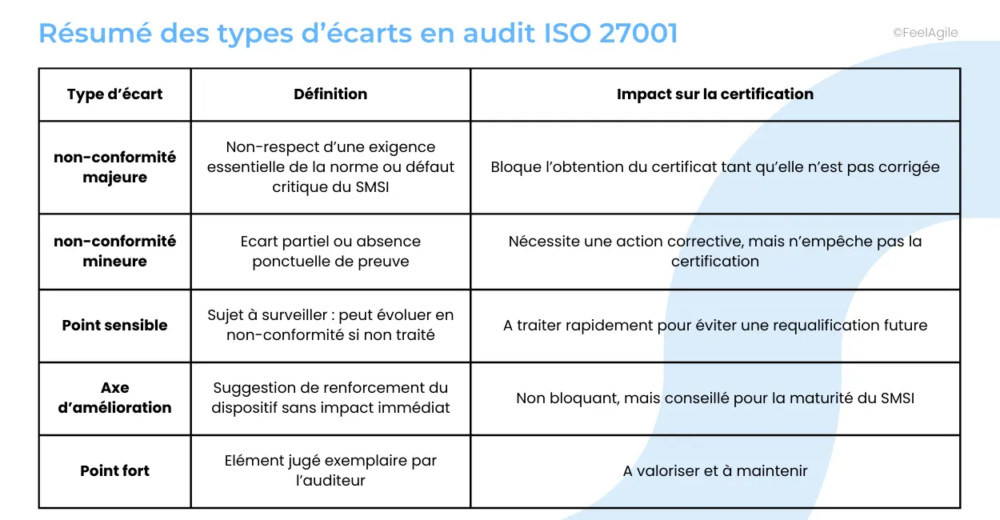 Résumé des types d’écarts en audit ISO 27001
©FeelAgile
Type d’écart
Définition
Impact sur la certification
non-conformité
majeure
Non-respect d’une exigence
essentielle de la norme ou défaut
critique du SMSI
Bloque l’obtention du certificat tant qu’elle n’est pas corrigée
non-conformité
mineure
Ecart partiel ou absence
ponctuelle de preuve
Nécessite une action corrective, mais n’empêche pas la
certification
Point sensible
Sujet à surveiller : peut évoluer en
non-conformité si non traité
A traiter rapidement pour éviter une requalification future
Axe
d’amélioration
Suggestion de renforcement du
dispositif sans impact immédiat
Non bloquant, mais conseillé pour la maturité du SMSI
Point fort
Elément jugé exemplaire par
l’auditeur
A valoriser et à maintenir